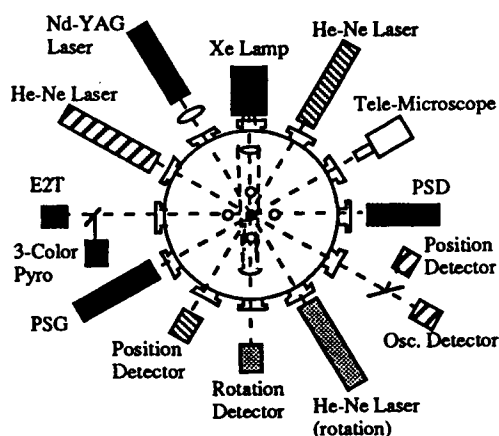 Nd-YAG
Laser
Xe Lamp
He-Ne Laser
He-Ne Laser
Tele-Microscope
E2T
PSD
3-Color
Pyro
Position
Detector
PSG
Osc. Detector
Position
Detector
Rotation
Detector
He-Ne Laser
(rotation)